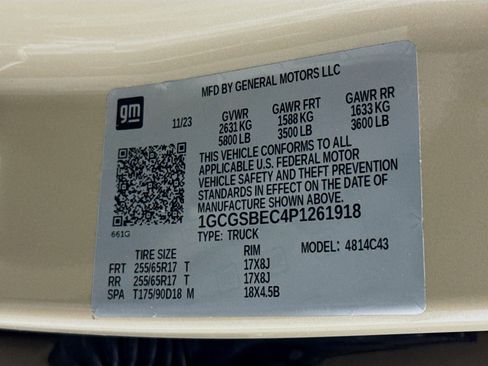 MFD BY GENERAL MOTORS LLC
gm
11/23 GVWR GAWR FRT GAWR RR
2631 KG 1588 KG 1633 KG
5800 LB 3500 LB 3600 LB
THIS VEHICLE CONFORMS TO ALL
APPLICABLE U.S. FEDERAL MOTOR
VEHICLE SAFETY AND THEFT PREVENTION
STANDARDS IN EFFECT ON THE DATE OF
MANUFACTURE SHOWN ABOVE.
1GCGSBEC4P1261918
661G
TYPE: TRUCK MODEL: 4814C43
TIRE SIZE RIM
FRT 255/65R17 T 17X8J
RR 255/65R17 T 17X8J
SPA T175/90D18 M 18X4.5B